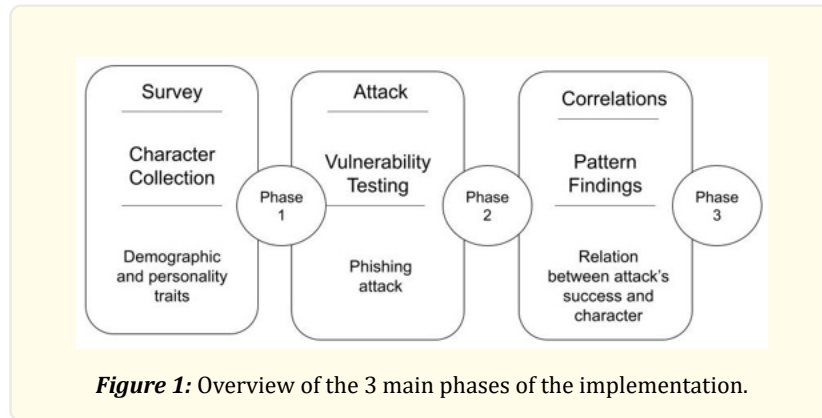 Survey
Character
Collection
Demographic
and personality
traits
Phase
1
Attack
Vulnerability
Testing
Phishing
attack
Phase
2
Correlations
Pattern
Findings
Relation
between attack's
success and
character
Phase
3
Figure 1: Overview of the 3 main phases of the implementation.